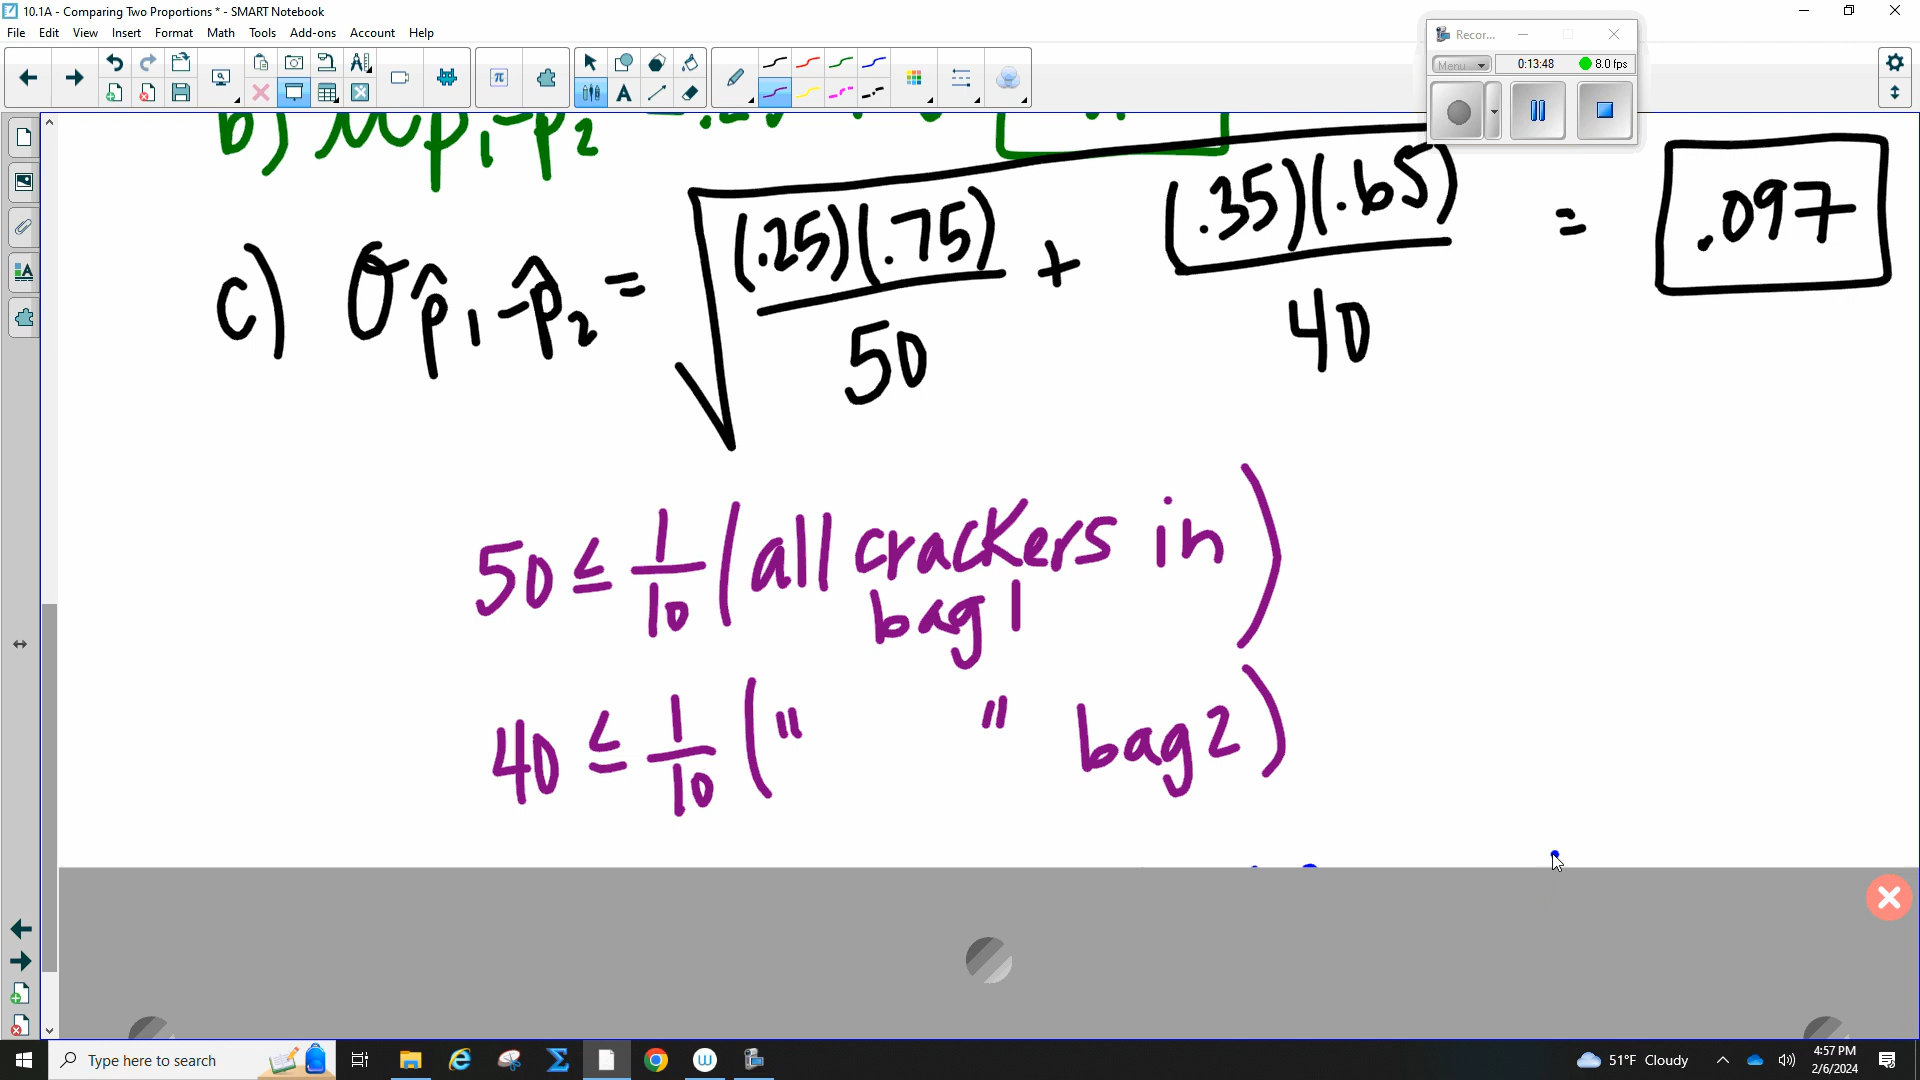 10.1A - Comparing Two Proportions * - SMART Notebook
File Edit View Insert Format Math Tools Add-ons Account Help
Recor...
Menu 0:13:48 8.0 fps
π
A
A
b) μp̂₁-p̂₂
c) σp̂₁-p̂₂ = √((.25)(.75)/50 + (.35)(.65)/40) = .097
50 ≤ 1/10 (all crackers in
bag 1)
40 ≤ 1/10 (" " bag 2)
Type here to search
51°F Cloudy
4:57 PM
2/6/2024